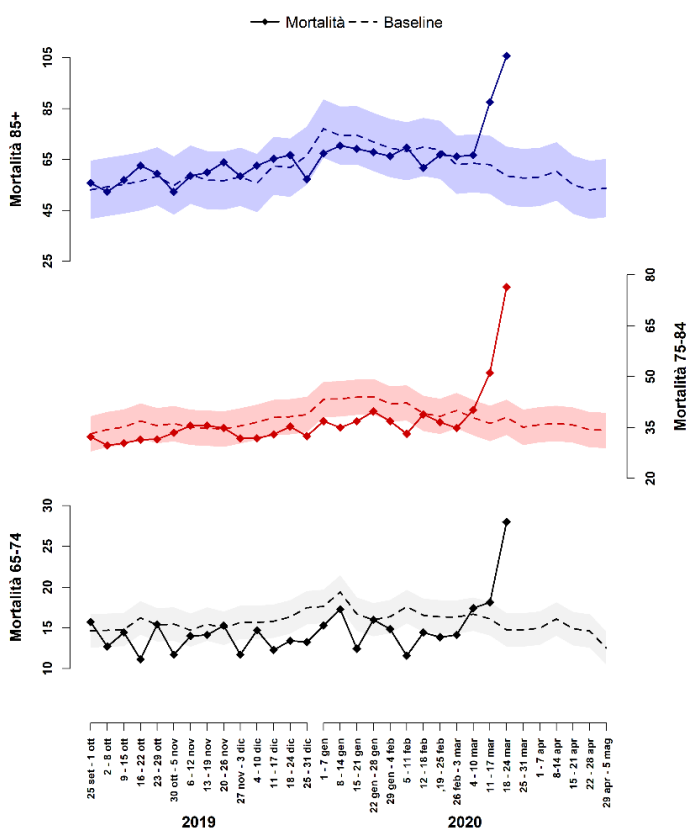 Mortalità Baseline
Mortalità 85+
105
85
65
45
25
Mortalità 75-84
80
65
50
35
20
Mortalità 65-74
30
25
20
15
10
25 set - 1 ott
2 - 8 ott
9 - 15 ott
16 - 22 ott
23 - 29 ott
30 ott - 5 nov
6 - 12 nov
13 - 19 nov
20 - 26 nov
27 nov - 3 dic
4 - 10 dic
11 - 17 dic
18 - 24 dic
25 - 31 dic
1 - 7 gen
8 - 14 gen
15 - 21 gen
22 gen - 28 gen
29 gen - 4 feb
5 - 11 feb
12 - 18 feb
,19 - 25 feb
26 feb - 3 mar
4 - 10 mar
11 - 17 mar
18 - 24 mar
25 - 31 mar
1 - 7 apr
8-14 apr
15 - 21 apr
22 - 28 apr
29 apr - 5 mag
2019 2020